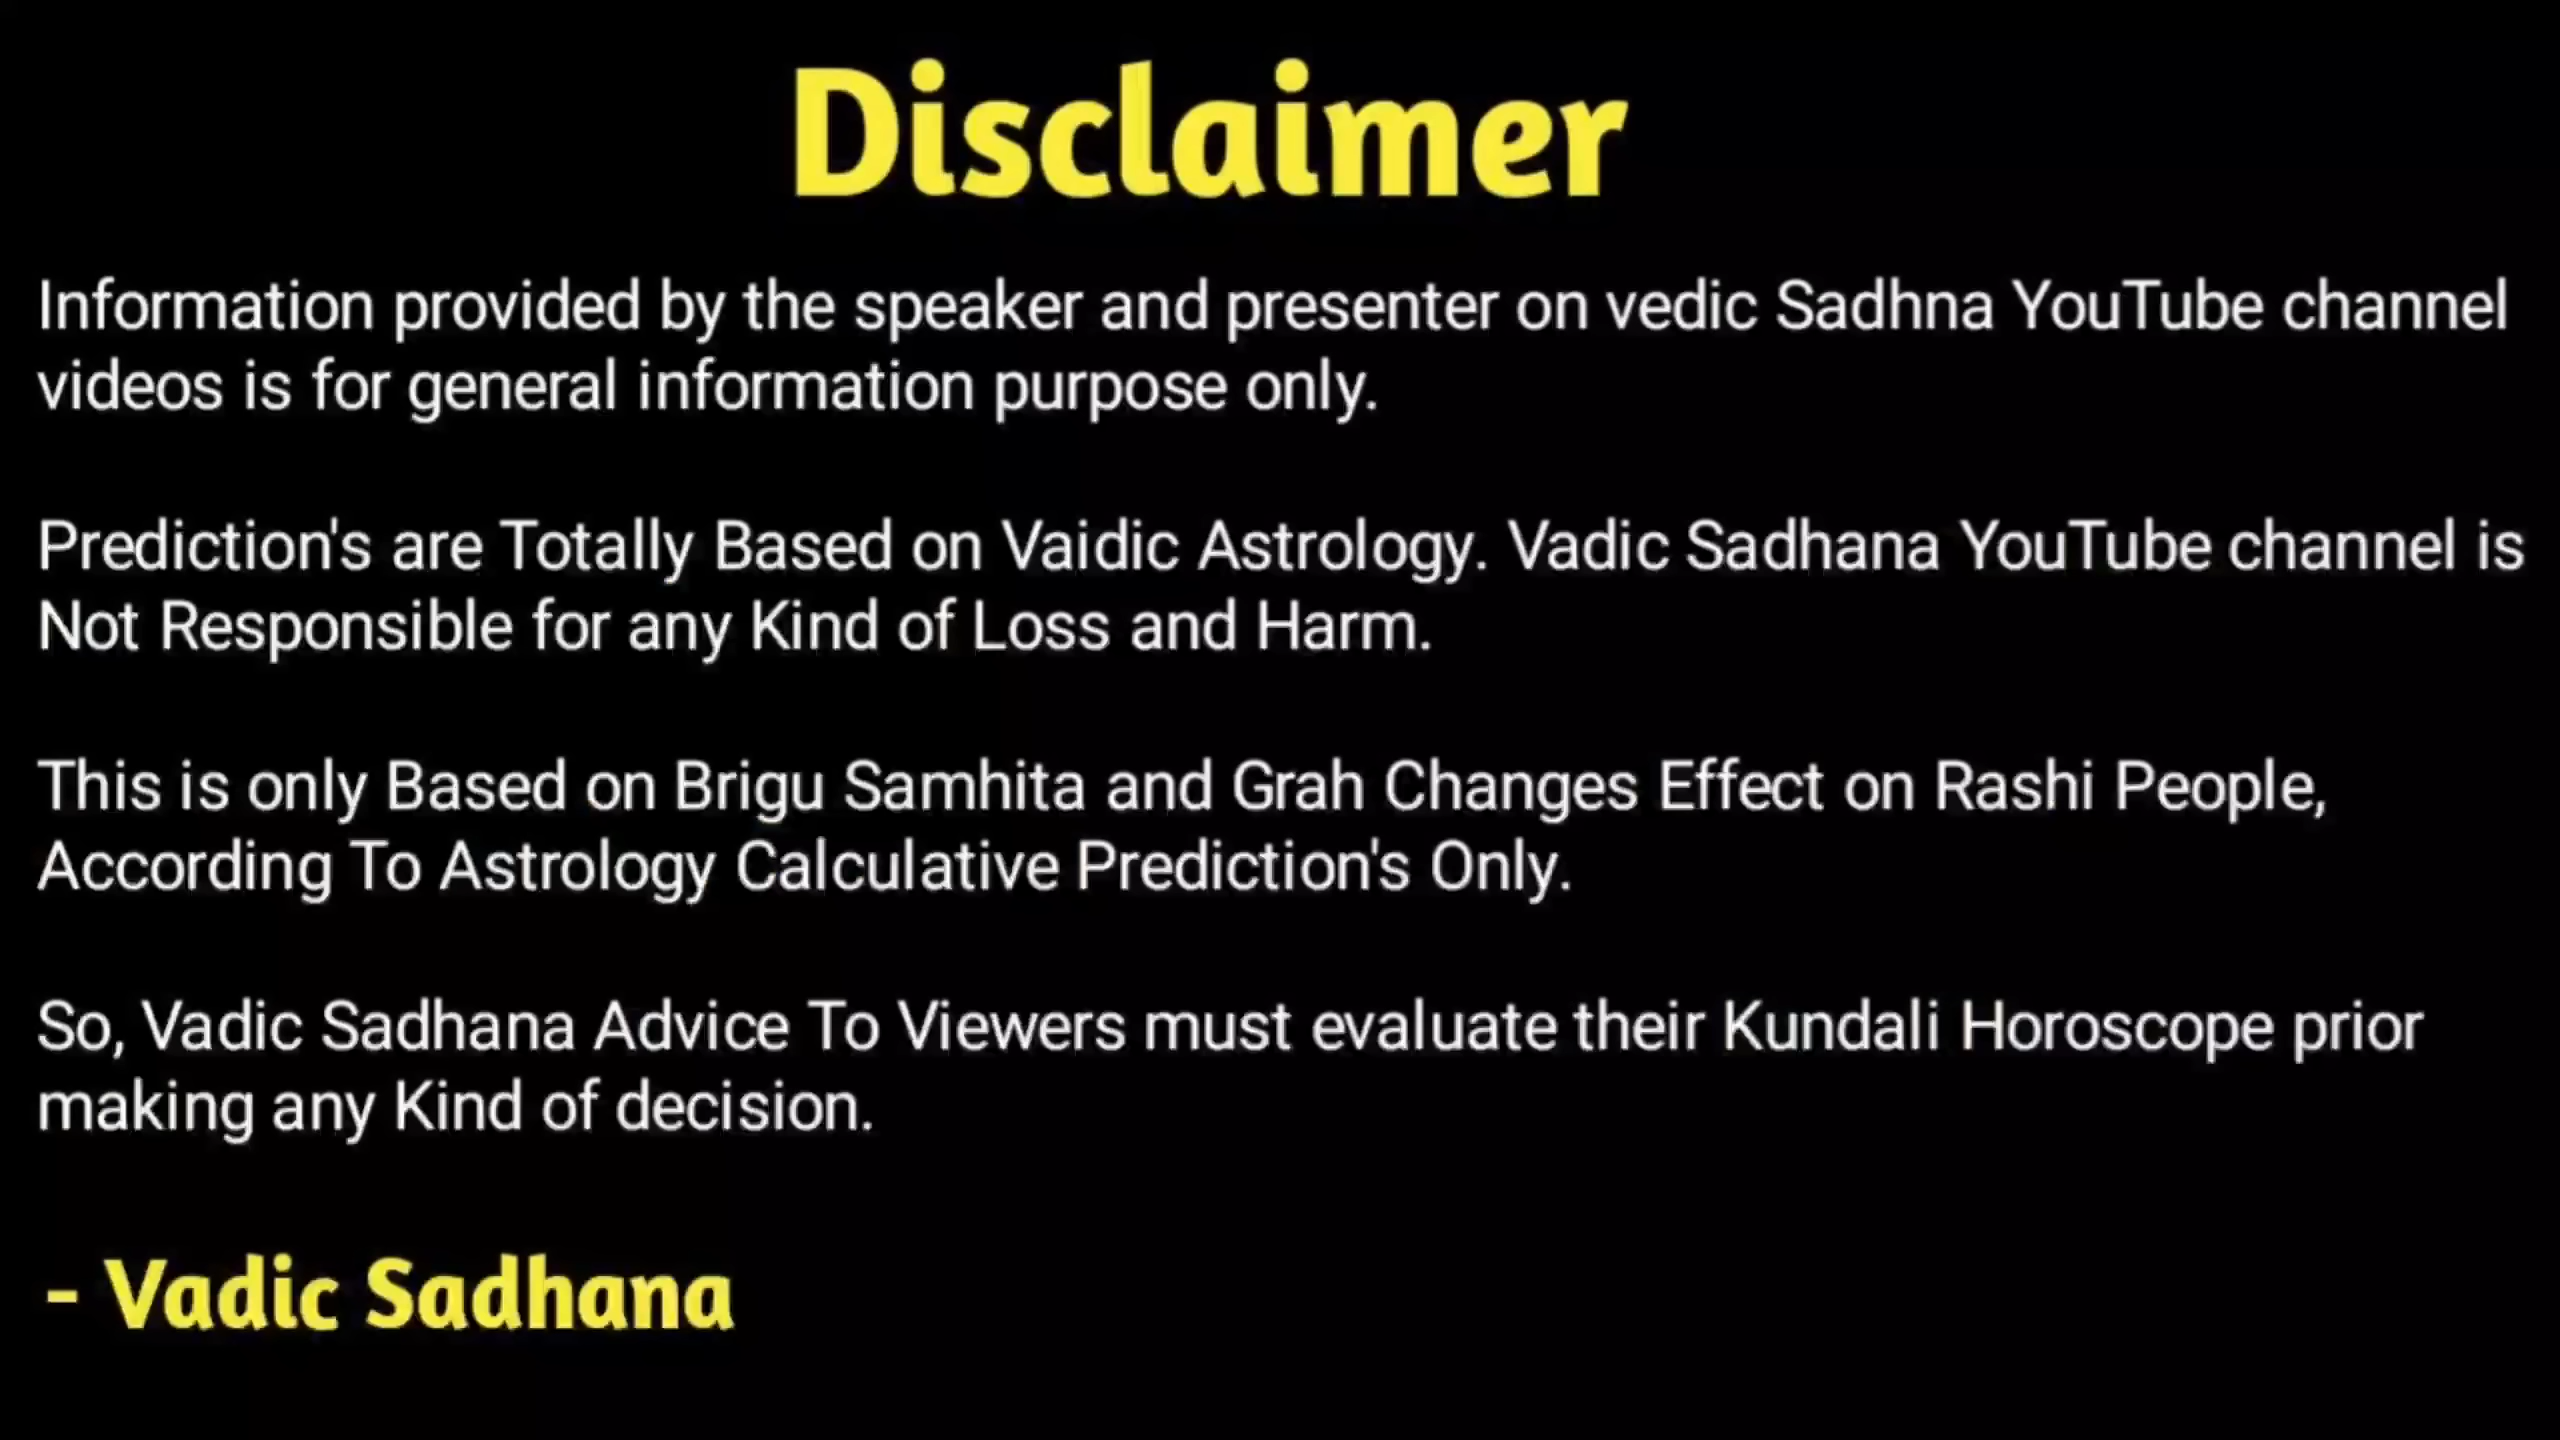 Disclaimer
Information provided by the speaker and presenter on vedic Sadhna YouTube channel
videos is for general information purpose only.
Prediction's are Totally Based on Vaidic Astrology. Vadic Sadhana YouTube channel is
Not Responsible for any Kind of Loss and Harm.
This is only Based on Brigu Samhita and Grah Changes Effect on Rashi People,
According To Astrology Calculative Prediction's Only.
So, Vadic Sadhana Advice To Viewers must evaluate their Kundali Horoscope prior
making any Kind of decision.
- Vadic Sadhana